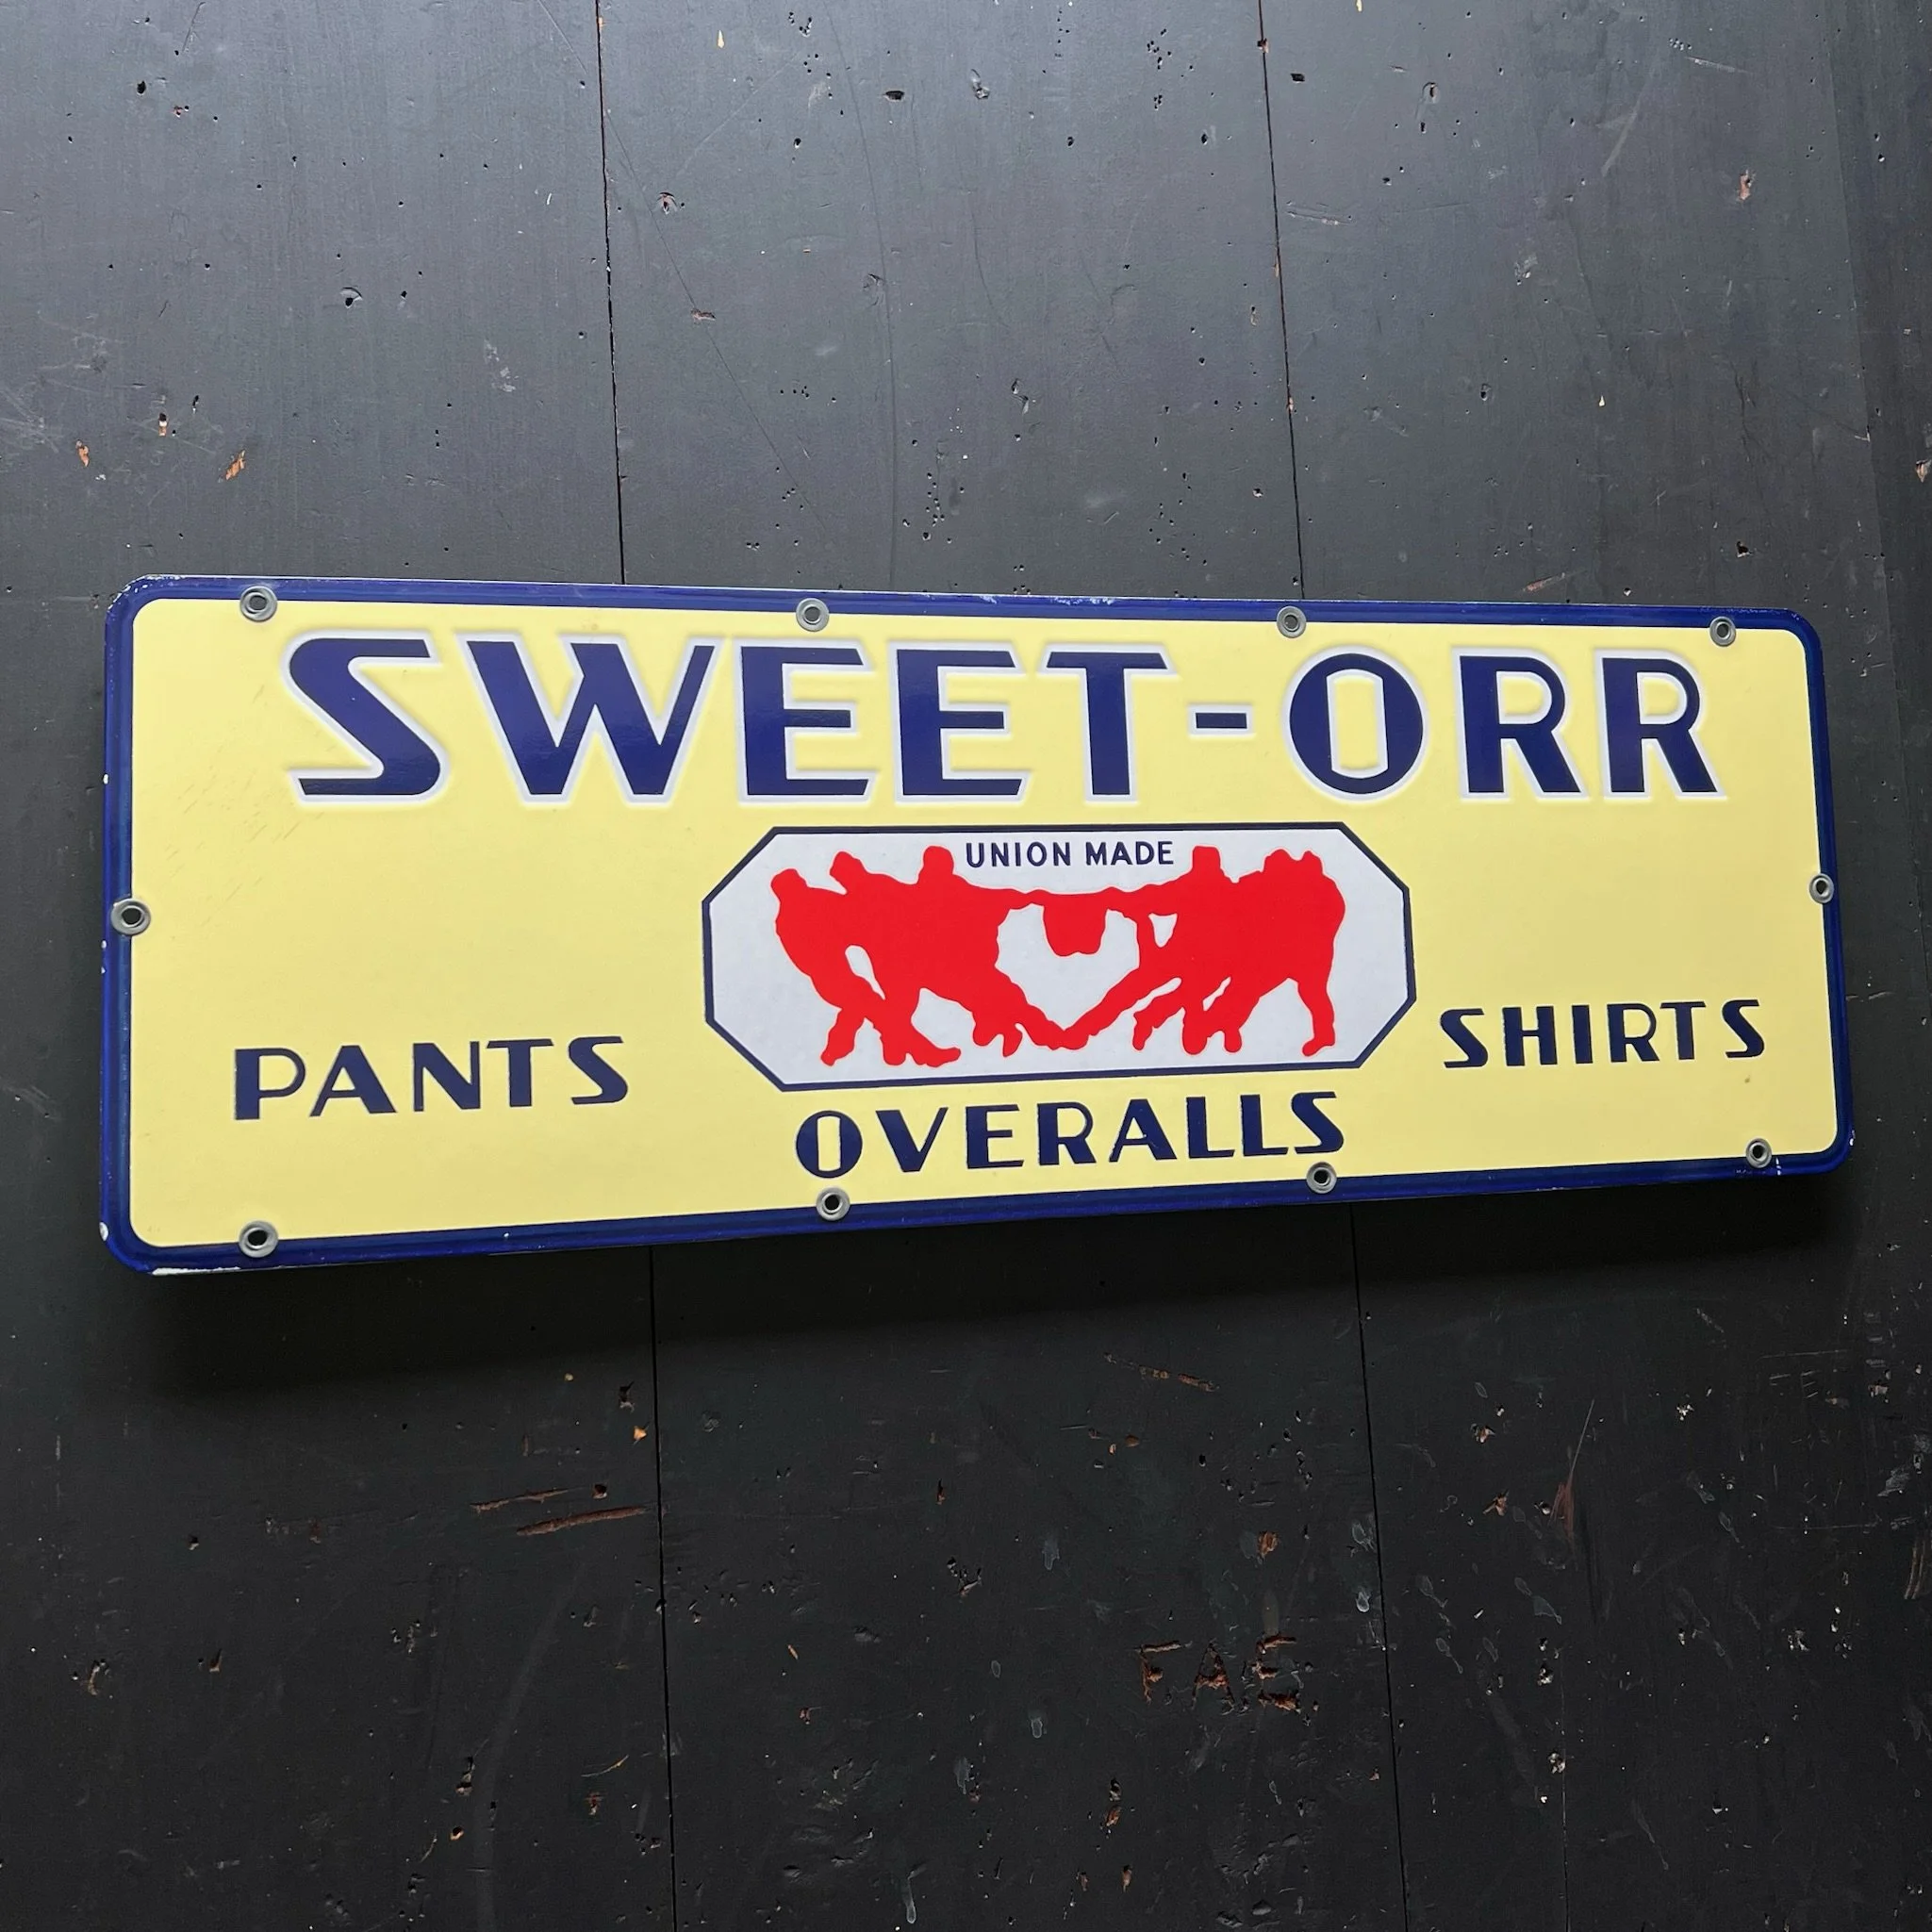 SWEET-ORR
UNION MADE
PANTS
OVERALLS
SHIRTS
F.A.E.